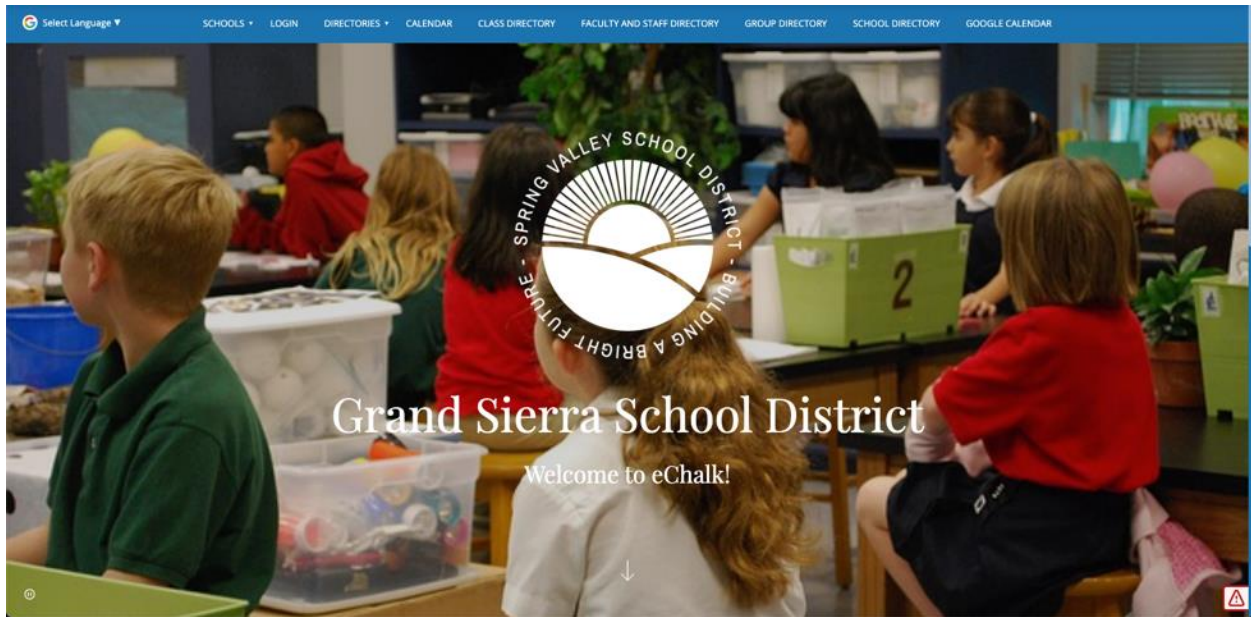 Select Language ▼
SCHOOLS ▾ LOGIN DIRECTORIES ▾ CALENDAR CLASS DIRECTORY FACULTY AND STAFF DIRECTORY GROUP DIRECTORY SCHOOL DIRECTORY GOOGLE CALENDAR
SPRING VALLEY SCHOOL DISTRICT - BUILDING A BRIGHT FUTURE -
2
Grand Sierra School District
Welcome to eChalk!